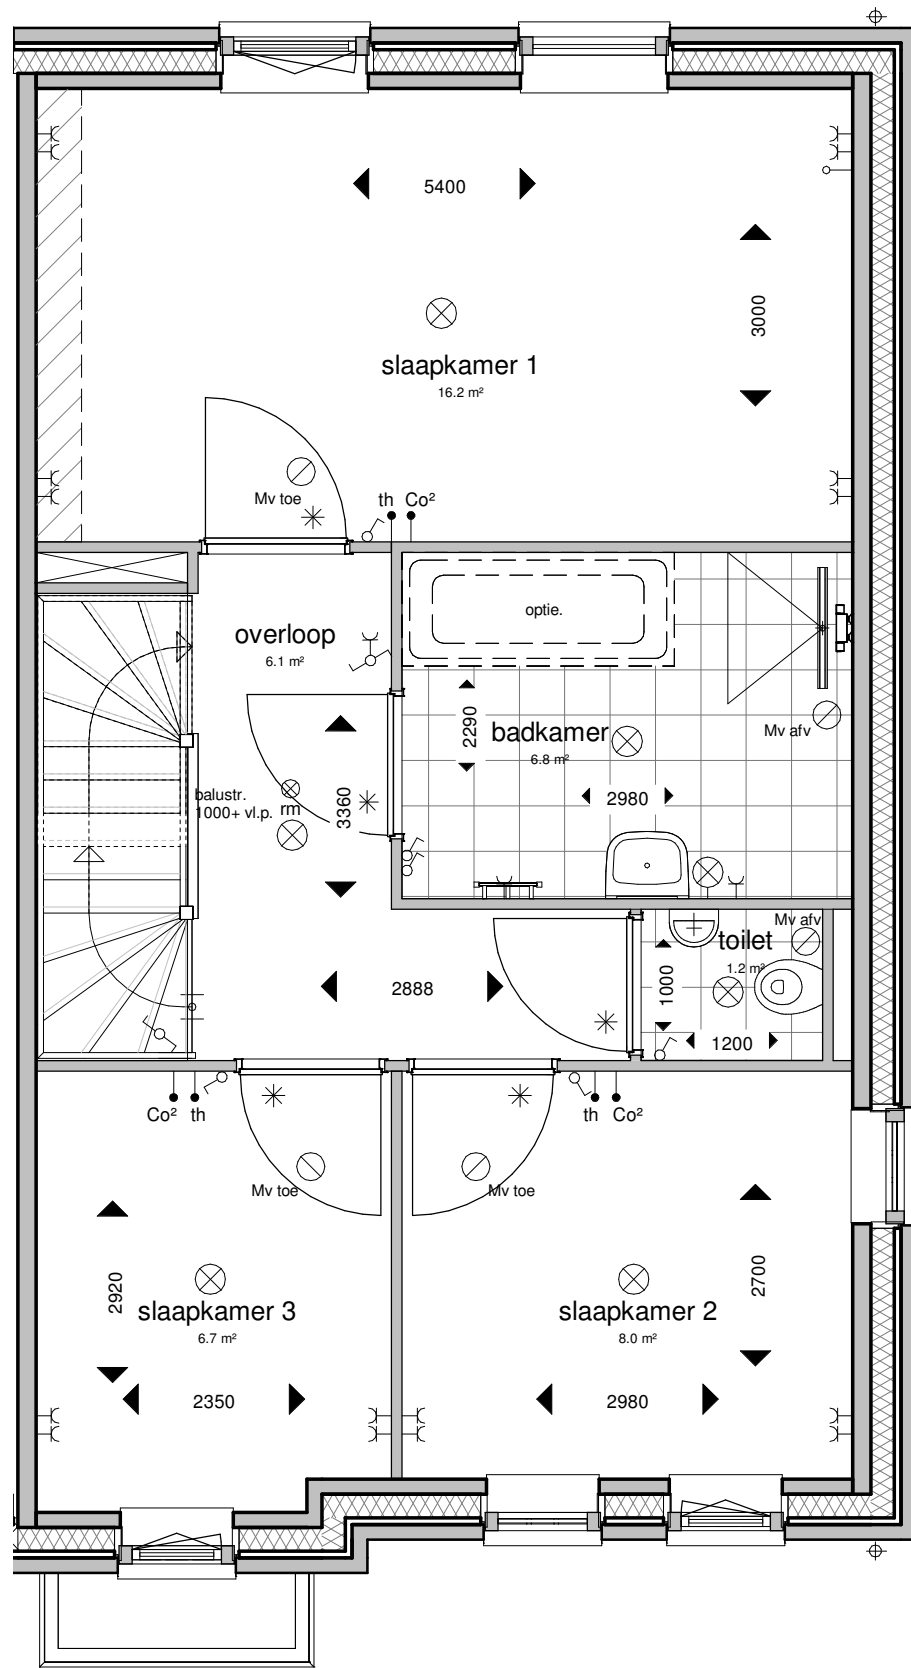 5400
3000
slaapkamer 1
16.2 m²
Mv toe
th Co²
overloop
6.1 m²
optie.
2290
badkamer
6.8 m²
Mv afv
2980
balustr.
1000+ vl.p.
rm
3360
Mv afv
toilet
1.2 m²
1000
1200
2888
Co² th
Mv toe
th Co²
Mv toe
2920
slaapkamer 3
6.7 m²
2350
2700
slaapkamer 2
8.0 m²
2980